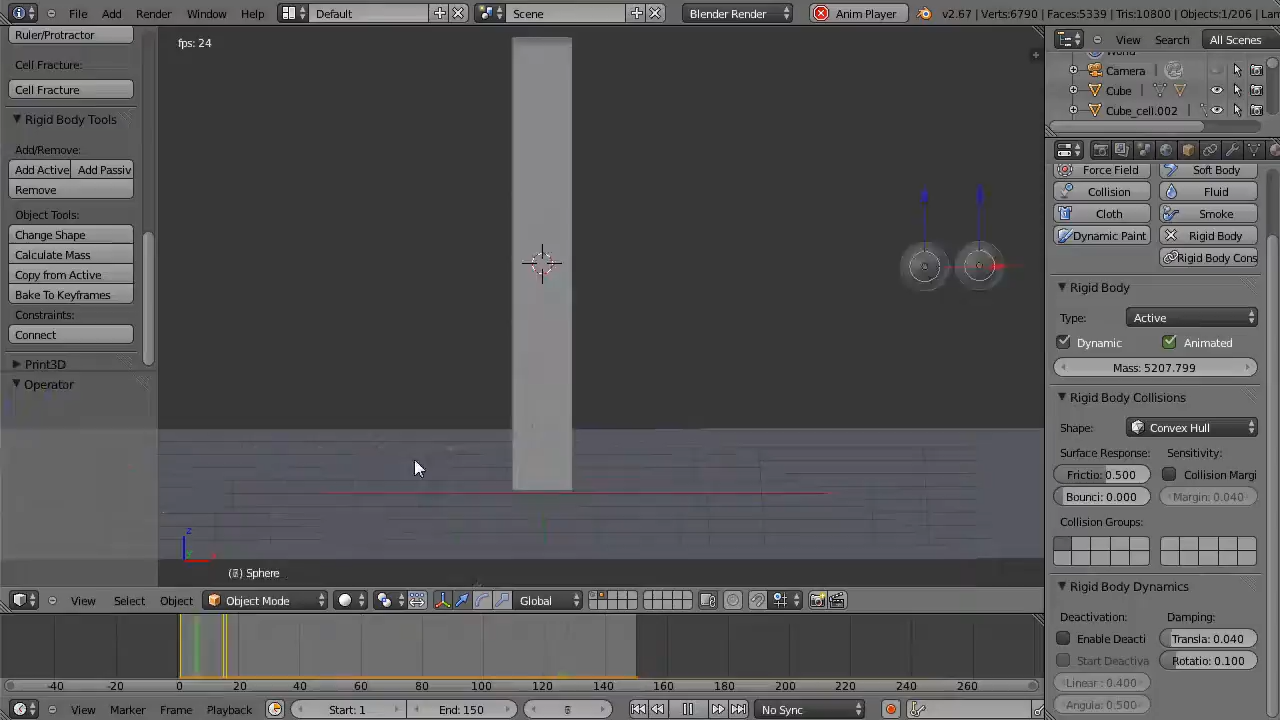 File Add Render Window Help Default Scene Blender Render Anim Player v2.67 | Verts:6790 | Faces:5339 | Tris:10800 | Objects:1/206 | Lam
Ruler/Protractor
Cell Fracture:
Cell Fracture
Rigid Body Tools
Add/Remove:
Add Active Add Passiv
Remove
Object Tools:
Change Shape
Calculate Mass
Copy from Active
Bake To Keyframes
Constraints:
Connect
Print3D
Operator
fps: 24
z
x
Sphere
View Select Object Object Mode Global
-40 -20 0 20 40 60 80 100 120 140 160 180 200 220 240 260
View Marker Frame Playback Start: 1 End: 150 No Sync
View Search All Scenes
World
Camera
Cube
Cube_cell.002
Force Field Soft Body
Collision Fluid
Cloth Smoke
Dynamic Paint Rigid Body
Rigid Body Cons
Rigid Body
Type: Active
Dynamic Animated
Mass: 5207.799
Rigid Body Collisions
Shape: Convex Hull
Surface Response: Sensitivity:
Frictio: 0.500 Collision Margi
Bounci: 0.000 Margin: 0.040
Collision Groups:
Rigid Body Dynamics
Deactivation: Damping:
Enable Deacti Transla: 0.040
Start Deactiva Rotatio: 0.100
Linear : 0.400
Angula: 0.500